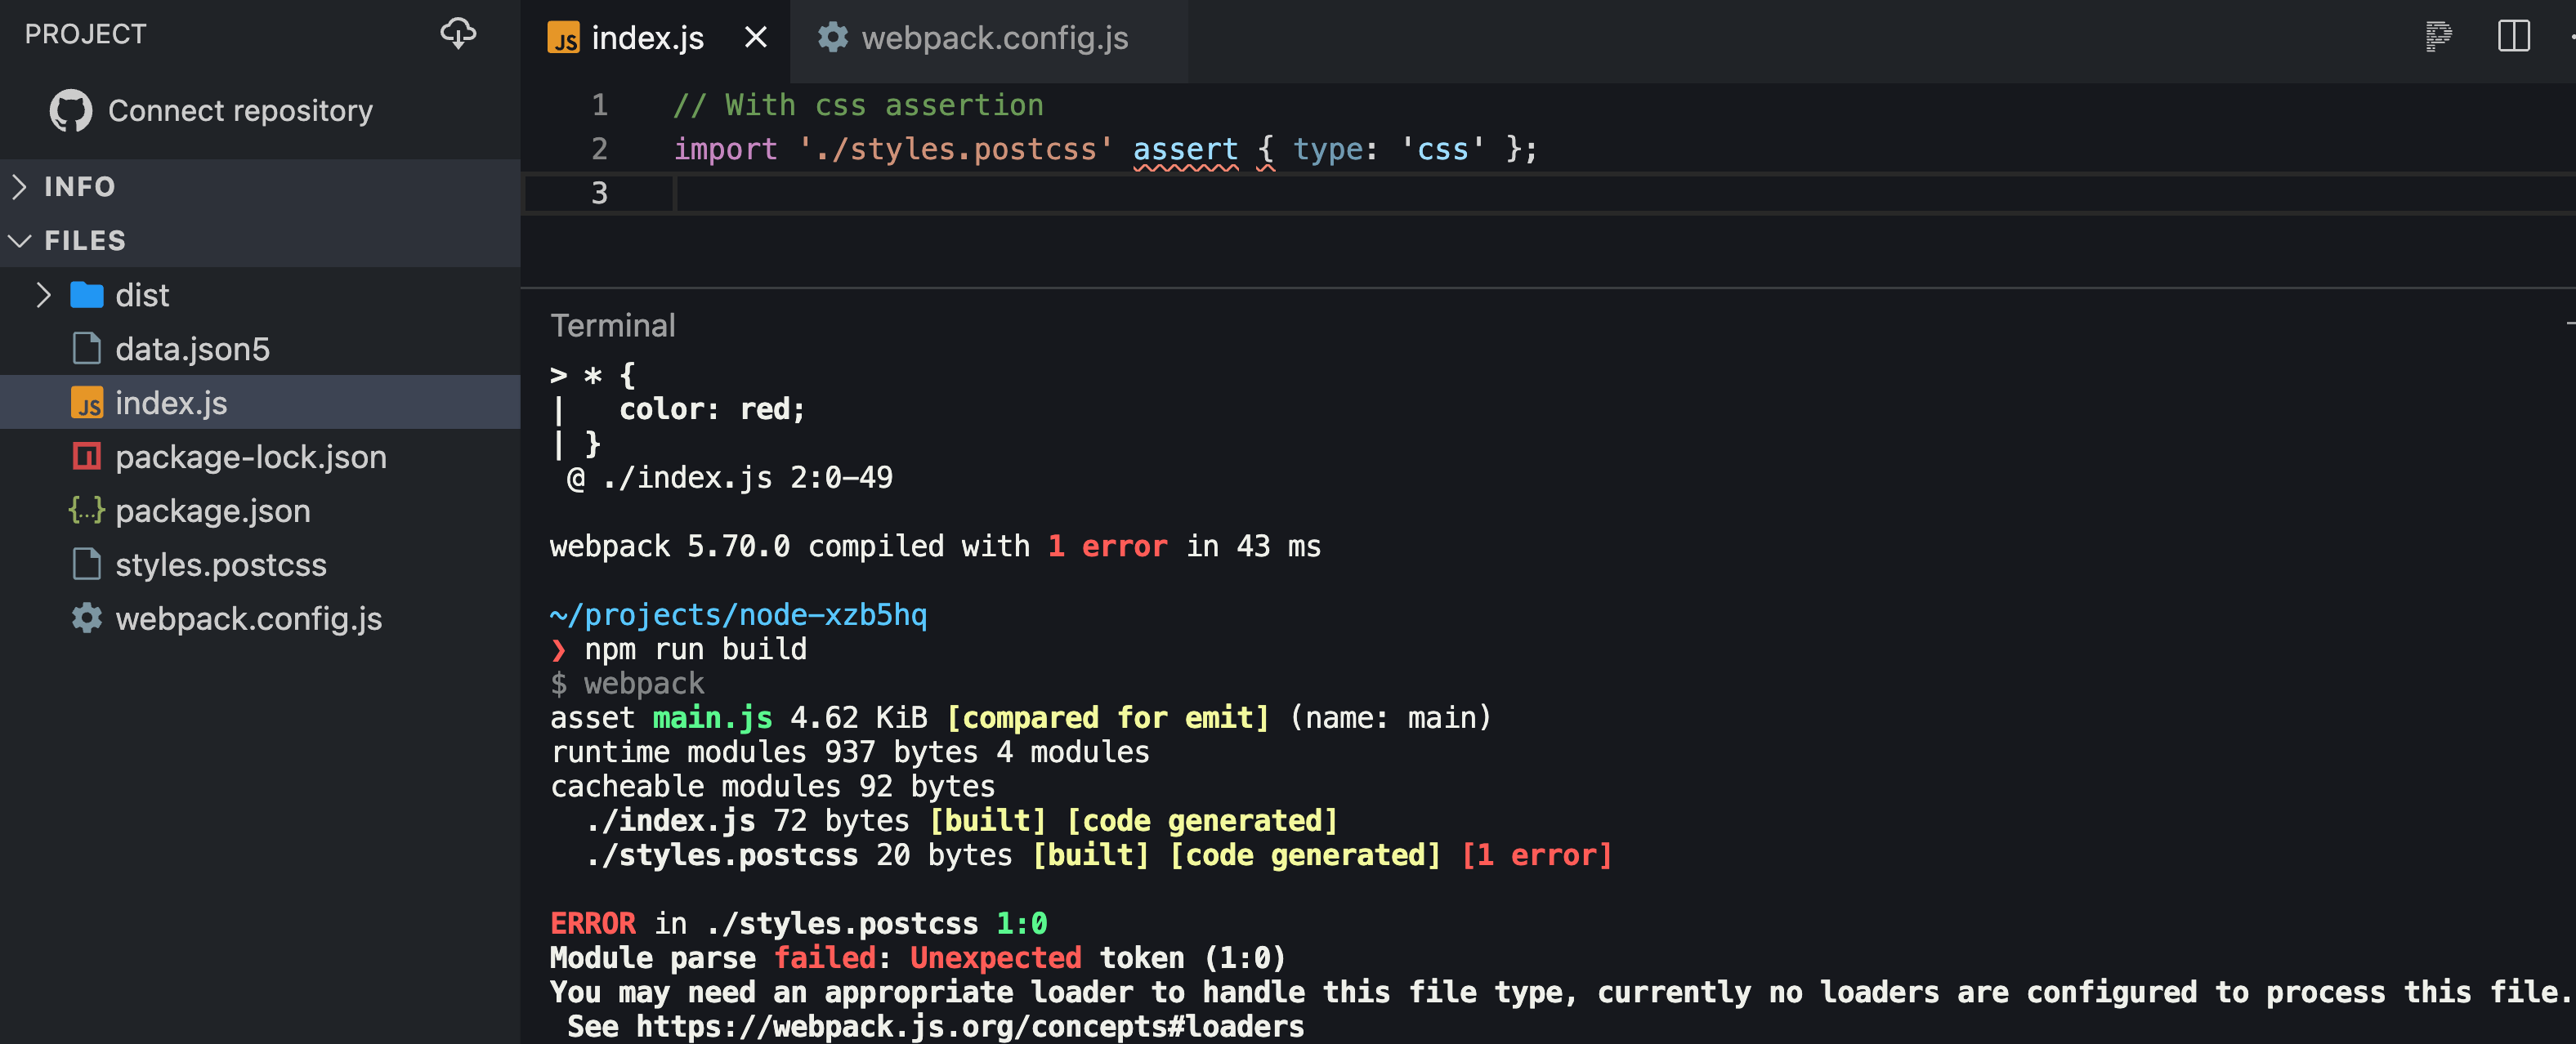 PROJECT
Connect repository
INFO
FILES
dist
data.json5
JS index.js
package-lock.json
{...} package.json
styles.postcss
webpack.config.js
JS index.js
webpack.config.js
1 // With css assertion
2 import './styles.postcss' assert { type: 'css' };
3
Terminal
> * {
|   color: red;
| }
@ ./index.js 2:0-49
webpack 5.70.0 compiled with 1 error in 43 ms
~/projects/node-xzb5hq
❯ npm run build
$ webpack
asset main.js 4.62 KiB [compared for emit] (name: main)
runtime modules 937 bytes 4 modules
cacheable modules 92 bytes
./index.js 72 bytes [built] [code generated]
./styles.postcss 20 bytes [built] [code generated] [1 error]
ERROR in ./styles.postcss 1:0
Module parse failed: Unexpected token (1:0)
You may need an appropriate loader to handle this file type, currently no loaders are configured to process this file.
See https://webpack.js.org/concepts#loaders